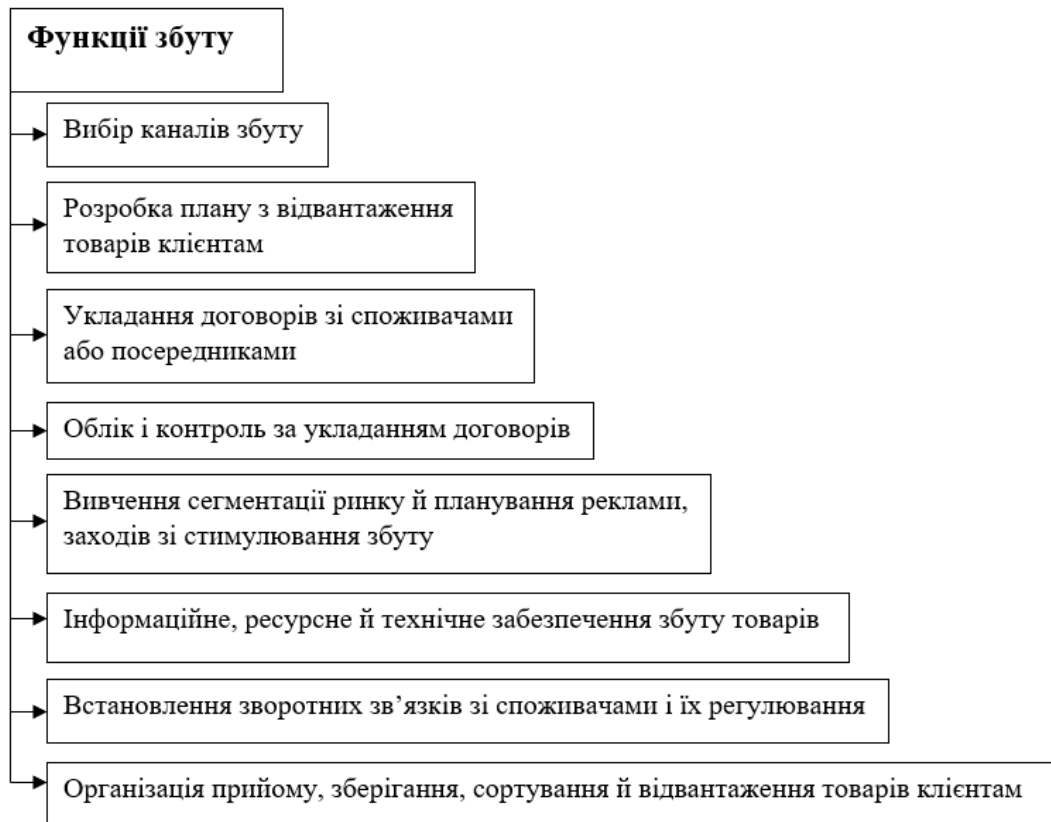 Функції збуту
Вибір каналів збуту
Розробка плану з відвантаження
товарів клієнтам
Укладання договорів зі споживачами
або посередниками
Облік і контроль за укладанням договорів
Вивчення сегментації ринку й планування реклами,
заходів зі стимулювання збуту
Інформаційне, ресурсне й технічне забезпечення збуту товарів
Встановлення зворотних зв’язків зі споживачами і їх регулювання
Організація прийому, зберігання, сортування й відвантаження товарів клієнтам